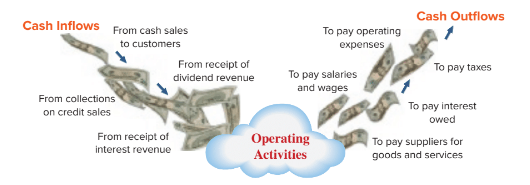 Cash Inflows
From cash sales
to customers
From receipt of
dividend revenue
From collections
on credit sales
From receipt of
interest revenue
Operating
Activities
Cash Outflows
To pay operating
expenses
To pay taxes
To pay salaries
and wages
To pay interest
owed
To pay suppliers for
goods and services